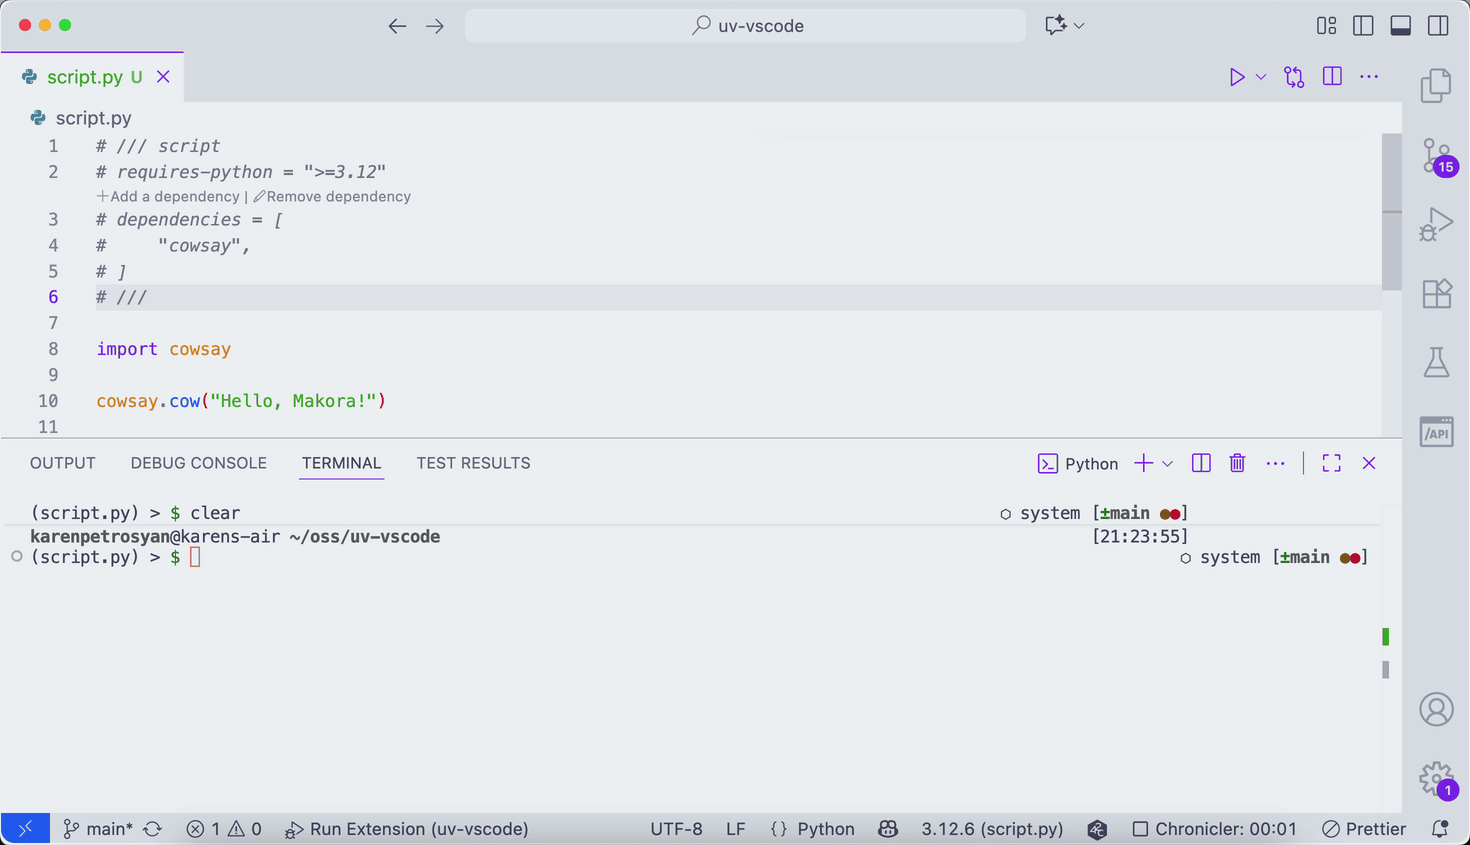 uv-vscode
script.py U
script.py
15
1 # /// script
2 # requires-python = ">=3.12"
Add a dependency | Remove dependency
3 # dependencies = [
4 #     "cowsay",
5 # ]
6 # ///
7
8 import cowsay
9
10 cowsay.cow("Hello, Makora!")
11
/API
OUTPUT DEBUG CONSOLE TERMINAL TEST RESULTS Python
(script.py) > $ clear system [±main ●●]
karenpetrosyan@karens-air ~/oss/uv-vscode [21:23:55]
(script.py) > $ system [±main ●●]
1
main* 1 0 Run Extension (uv-vscode) UTF-8 LF {} Python 3.12.6 (script.py) Chronicler: 00:01 Prettier